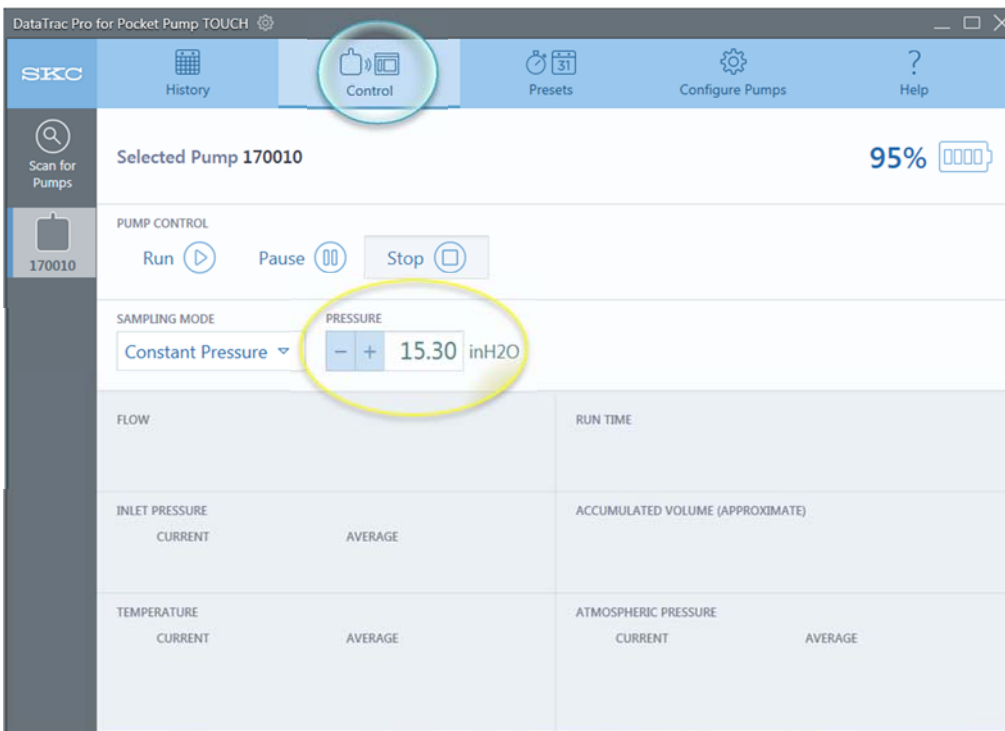 DataTrac Pro for Pocket Pump TOUCH
SKC
History
Control
31
Presets
Configure Pumps
?
Help
Scan for
Pumps
170010
Selected Pump 170010
95%
PUMP CONTROL
Run
Pause
Stop
SAMPLING MODE
PRESSURE
Constant Pressure
− + 15.30 inH2O
FLOW
RUN TIME
INLET PRESSURE
CURRENT
AVERAGE
ACCUMULATED VOLUME (APPROXIMATE)
TEMPERATURE
CURRENT
AVERAGE
ATMOSPHERIC PRESSURE
CURRENT
AVERAGE